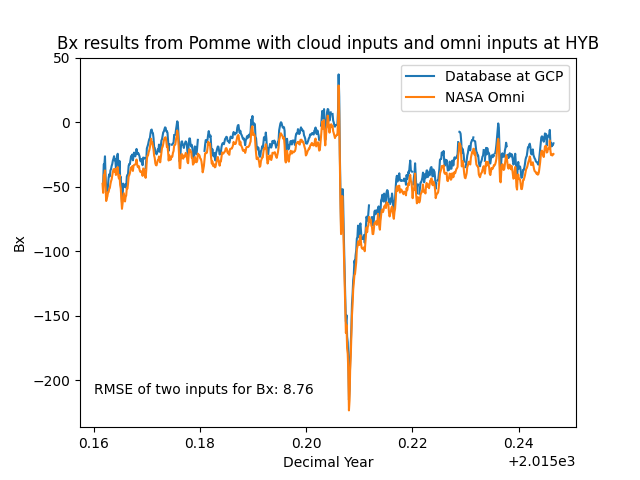 Bx results from Pomme with cloud inputs and omni inputs at HYB
Database at GCP
NASA Omni
50
0
−50
−100
−150
−200
Bx
RMSE of two inputs for Bx: 8.76
0.16 0.18 0.20 0.22 0.24
Decimal Year
+2.015e3